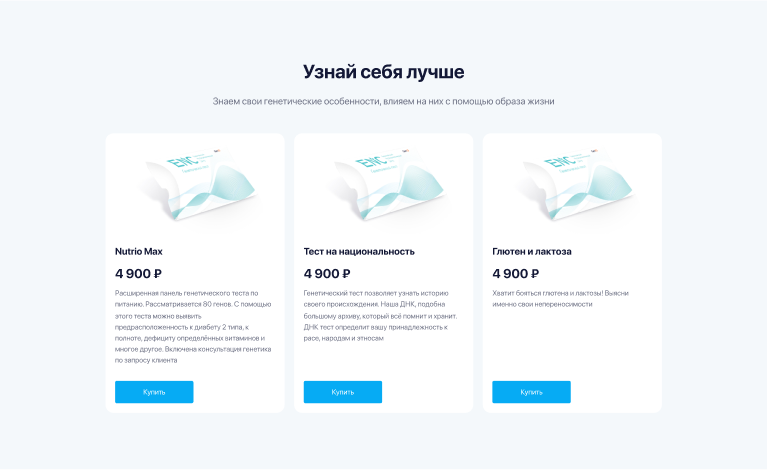 Узнай себя лучше
Знаем свои генетические особенности, влияем на них с помощью образа жизни
Nutrio Max
4 900 ₽
Расширенная панель генетического теста по
питанию. Рассматривается 80 генов. С помощью
этого теста можно выявить
предрасположенность к диабету 2 типа, к
полноте, дефициту определённых витаминов и
многое другое. Включена консультация генетика
по запросу клиента
Купить
Тест на национальность
4 900 ₽
Генетический тест позволяет узнать историю
своего происхождения. Наша ДНК, подобна
большому архиву, который всё помнит и хранит.
ДНК тест определит вашу принадлежность к
расе, народам и этносам
Купить
Глютен и лактоза
4 900 ₽
Хватит бояться глютена и лактозы! Выясни
именно свои непереносимости
Купить